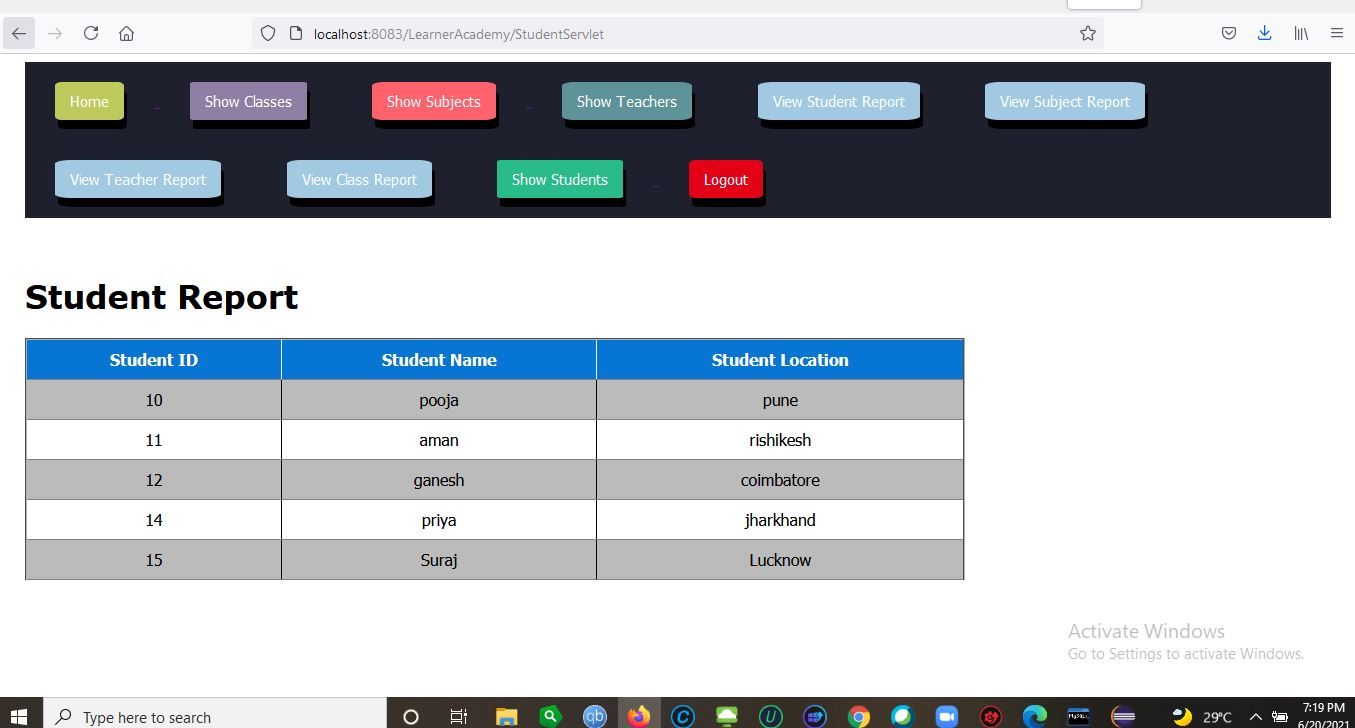 localhost:8083/LearnerAcademy/StudentServlet
Home Show Classes Show Subjects Show Teachers View Student Report View Subject Report
View Teacher Report View Class Report Show Students Logout
Student Report
Student ID Student Name Student Location
10 pooja pune
11 aman rishikesh
12 ganesh coimbatore
14 priya jharkhand
15 Suraj Lucknow
Activate Windows
Go to Settings to activate Windows.
Type here to search
qb C U MySQL 29°C 7:19 PM
6/20/2021